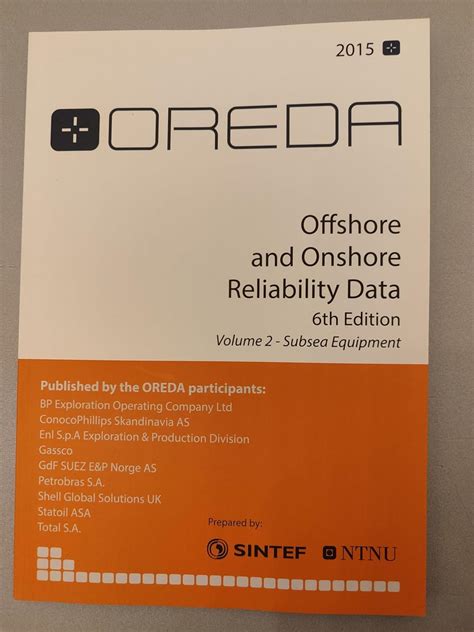 2015
OREDA
Offshore
and Onshore
Reliability Data
6th Edition
Volume 2 - Subsea Equipment
Published by the OREDA participants:
BP Exploration Operating Company Ltd
ConocoPhillips Skandinavia AS
EnI S.p.A Exploration & Production Division
Gassco
GdF SUEZ E&P Norge AS
Petrobras S.A.
Shell Global Solutions UK
Statoil ASA
Total S.A.
Prepared by:
SINTEF NTNU